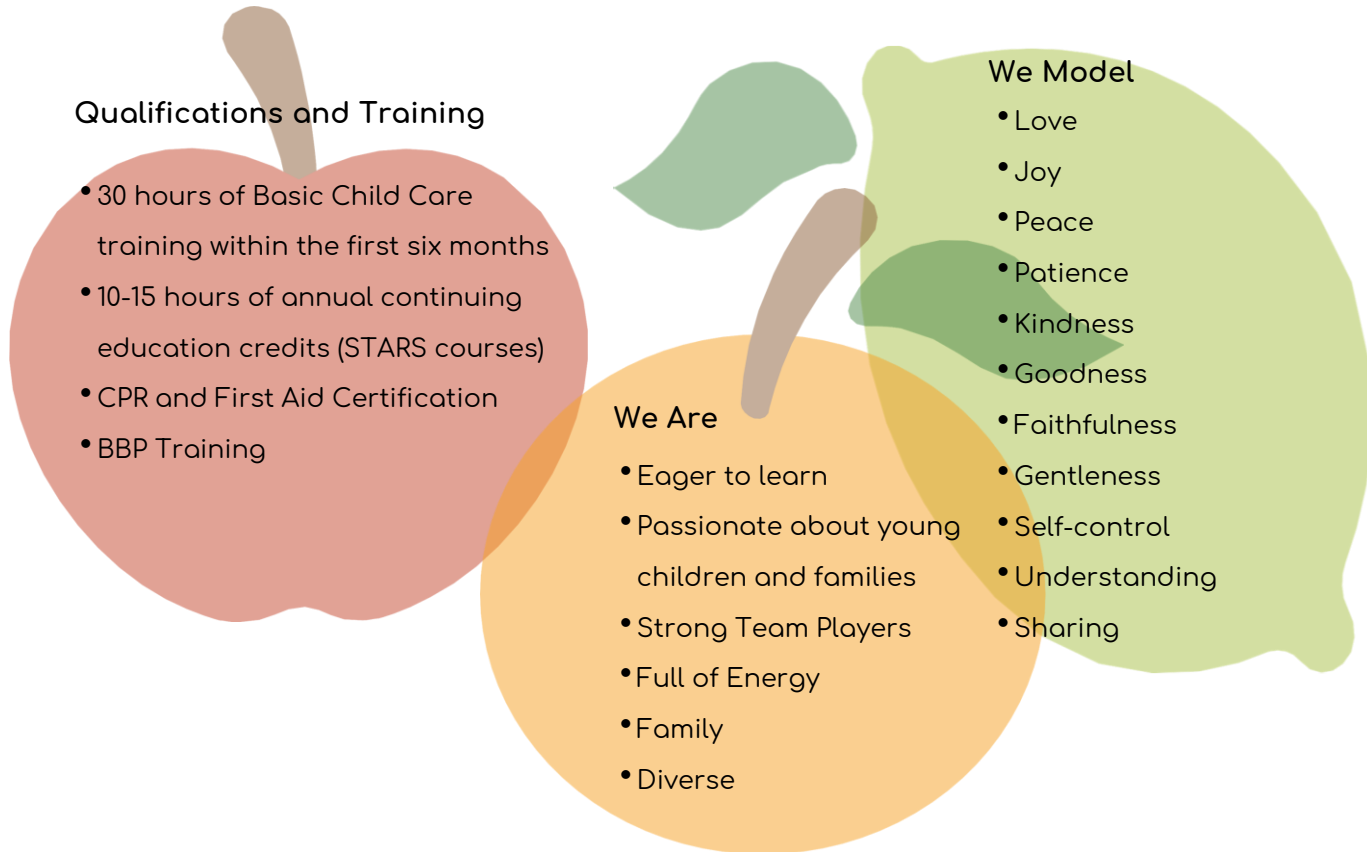 Qualifications and Training
• 30 hours of Basic Child Care
training within the first six months
• 10-15 hours of annual continuing
education credits (STARS courses)
• CPR and First Aid Certification
• BBP Training
We Are
• Eager to learn
• Passionate about young
children and families
• Strong Team Players
• Full of Energy
• Family
• Diverse
We Model
• Love
• Joy
• Peace
• Patience
• Kindness
• Goodness
• Faithfulness
• Gentleness
• Self-control
• Understanding
• Sharing